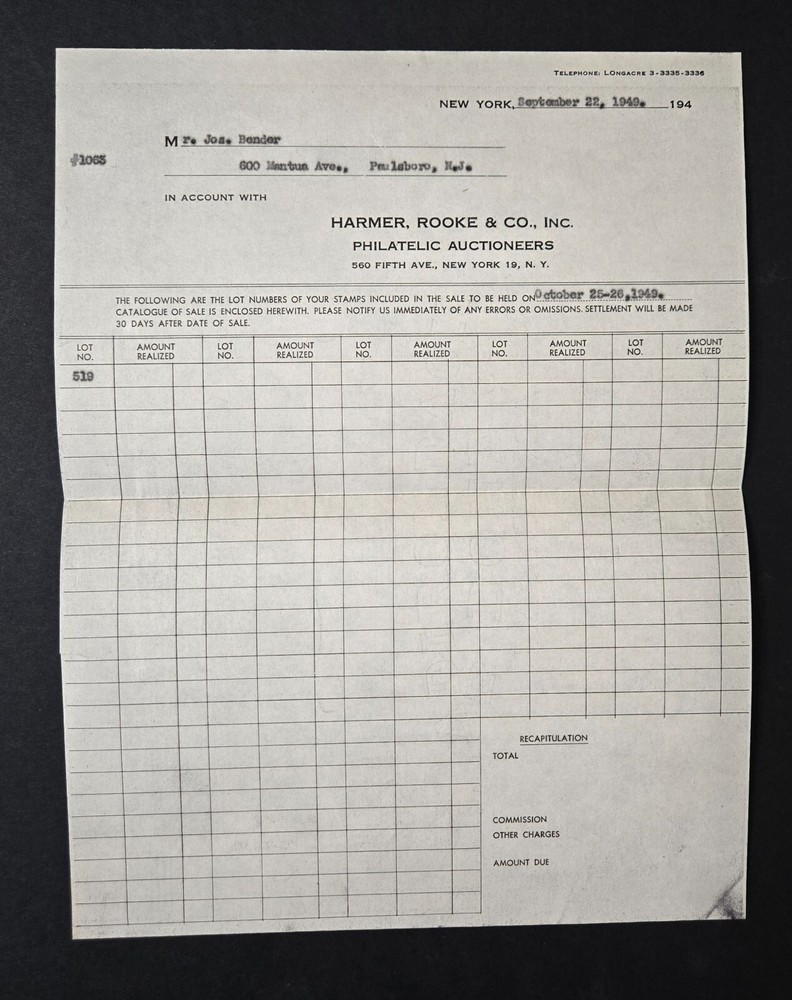 TELEPHONE: LONGACRE 3-3335-3336
NEW YORK, September 22, 1949. 194
Mr. Jos. Bender
#1065
600 Mantua Ave., Paulsboro, N.J.
IN ACCOUNT WITH
HARMER, ROOKE & CO., INC.
PHILATELIC AUCTIONEERS
560 FIFTH AVE., NEW YORK 19, N. Y.
THE FOLLOWING ARE THE LOT NUMBERS OF YOUR STAMPS INCLUDED IN THE SALE TO BE HELD ON October 25-26,1949.
CATALOGUE OF SALE IS ENCLOSED HEREWITH. PLEASE NOTIFY US IMMEDIATELY OF ANY ERRORS OR OMISSIONS. SETTLEMENT WILL BE MADE
30 DAYS AFTER DATE OF SALE.
LOT NO. AMOUNT REALIZED LOT NO. AMOUNT REALIZED LOT NO. AMOUNT REALIZED LOT NO. AMOUNT REALIZED LOT NO. AMOUNT REALIZED
519
RECAPITULATION
TOTAL
COMMISSION
OTHER CHARGES
AMOUNT DUE